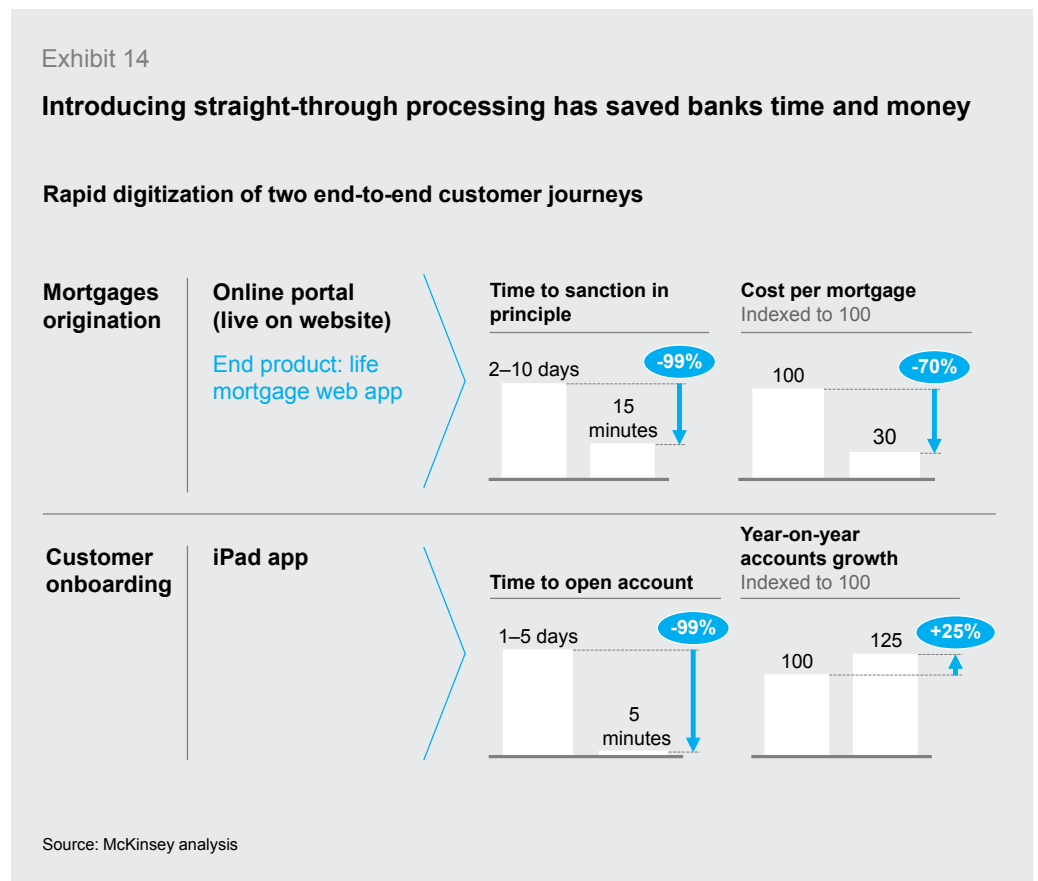 Exhibit 14
Introducing straight-through processing has saved banks time and money
Rapid digitization of two end-to-end customer journeys
Mortgages
origination
Online portal
(live on website)
End product: life
mortgage web app
Time to sanction in
principle
2–10 days
-99%
15
minutes
Cost per mortgage
Indexed to 100
100
-70%
30
Customer
onboarding
iPad app
Time to open account
1–5 days
-99%
5
minutes
Year-on-year
accounts growth
Indexed to 100
100
125
+25%
Source: McKinsey analysis